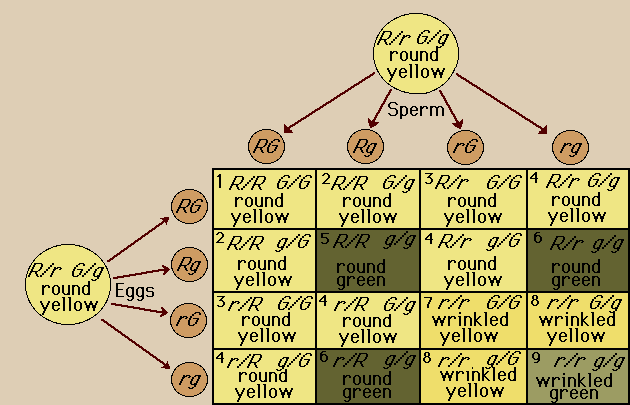 R/r G/g
round
yellow
Sperm
RG Rg rG rg
1 R/R G/G 2 R/R G/g 3 R/r G/G 4 R/r G/g
round round round round
yellow yellow yellow yellow
RG
2 R/R g/G 5 R/R g/g 4 R/r g/G 6 R/r g/g
round round round round
yellow green yellow green
Rg
R/r G/g
round
yellow
Eggs
3 r/R G/G 4 r/R G/g 7 r/r G/G 8 r/r G/g
round round wrinkled wrinkled
yellow yellow yellow yellow
rG
4 r/R g/G 6 r/R g/g 8 r/r g/G 9 r/r g/g
round round wrinkled wrinkled
yellow green yellow green
rg